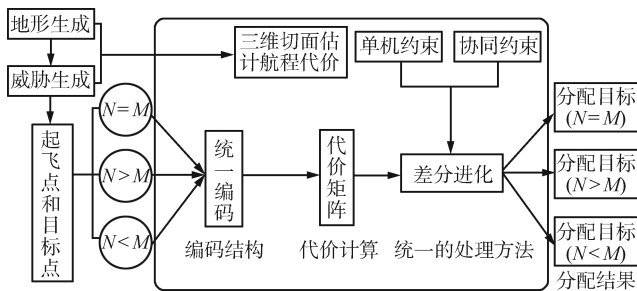 地形生成
威胁生成
起飞点和目标点
N=M
N>M
N<M
三维切面估
计航程代价
单机约束
协同约束
统一编码
代价矩阵
差分进化
编码结构
代价计算
统一的处理方法
分配目标
(N=M)
分配目标
(N>M)
分配目标
(N<M)
分配结果